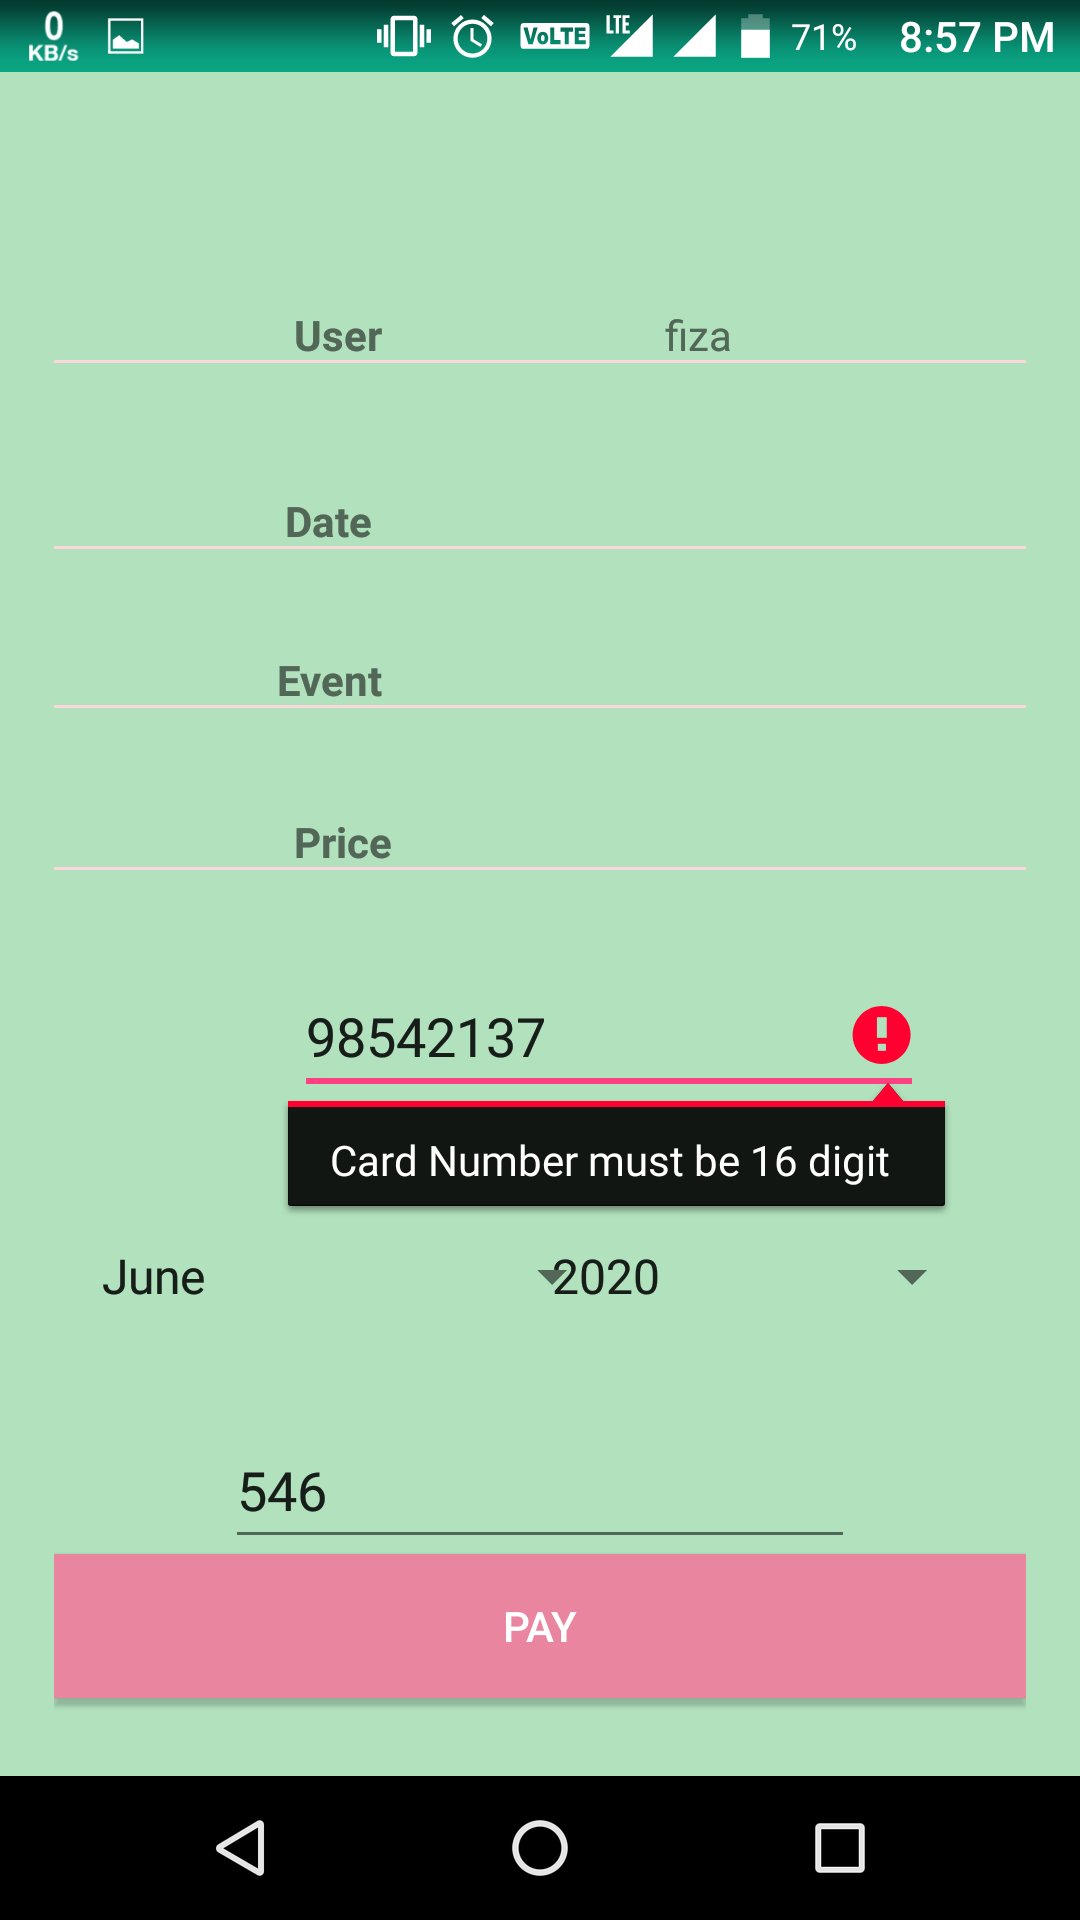 0
KB/s VoLTE LTE 71% 8:57 PM
User fiza
Date
Event
Price
98542137
Card Number must be 16 digit
June 2020
546
PAY